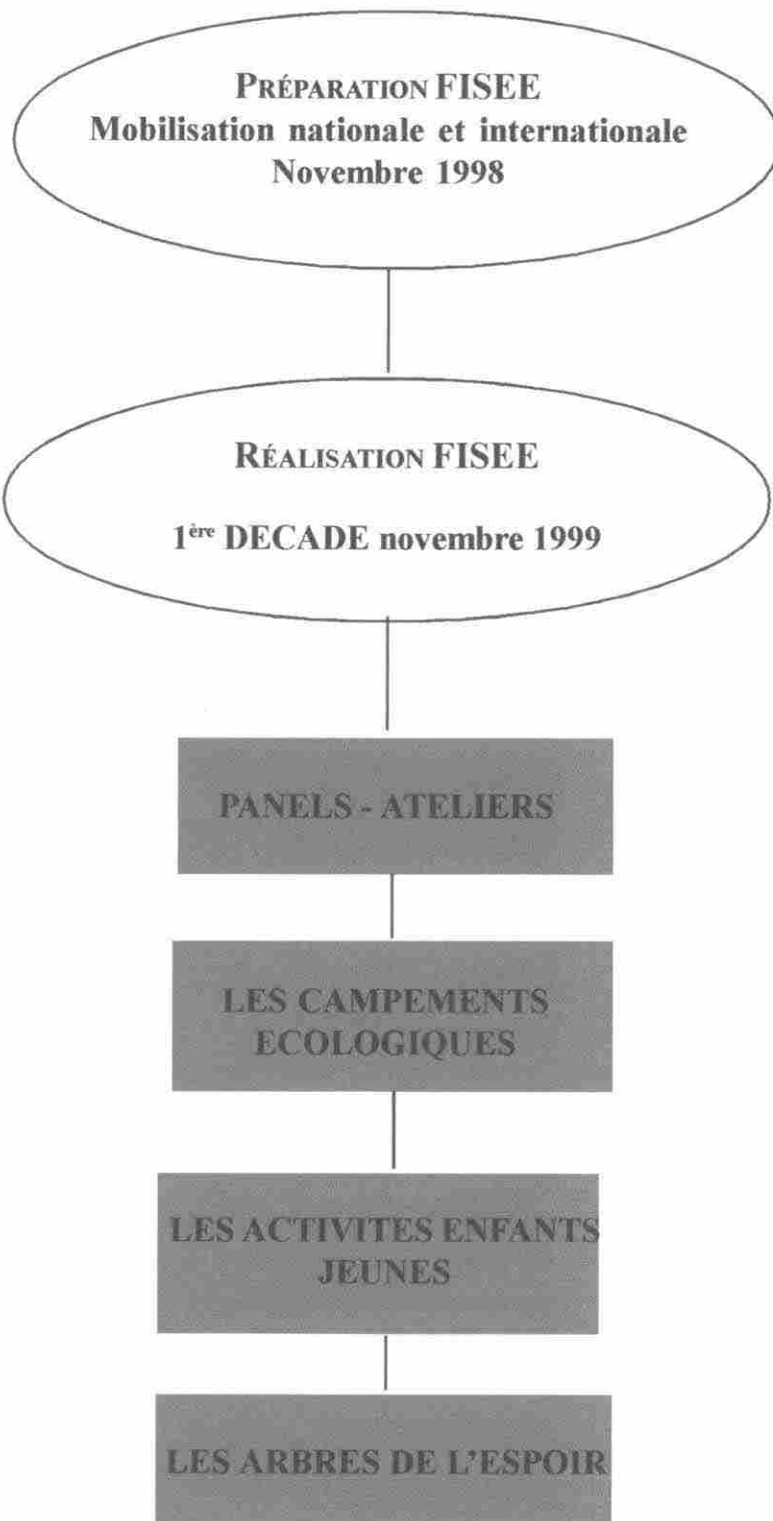 PRÉPARATION FISEE
Mobilisation nationale et internationale
Novembre 1998
RÉALISATION FISEE
1ère DECADE novembre 1999
PANELS - ATELIERS
LES CAMPEMENTS
ECOLOGIQUES
LES ACTIVITES ENFANTS
JEUNES
LES ARBRES DE L'ESPOIR